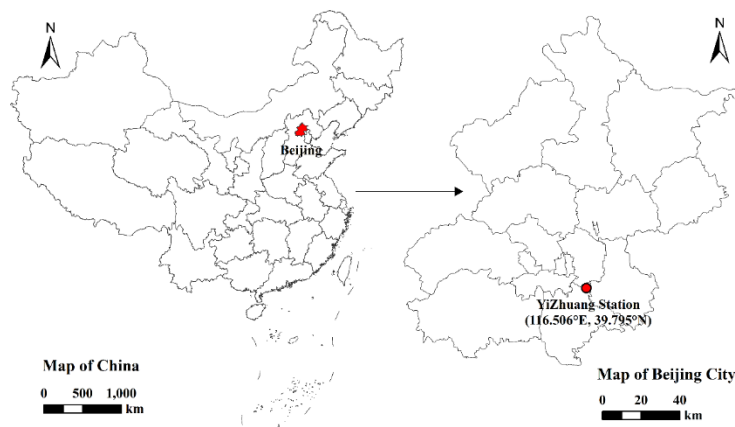 N
N
Beijing
YiZhuang Station
(116.506°E, 39.795°N)
Map of China
0 500 1,000
km
Map of Beijing City
0 20 40
km